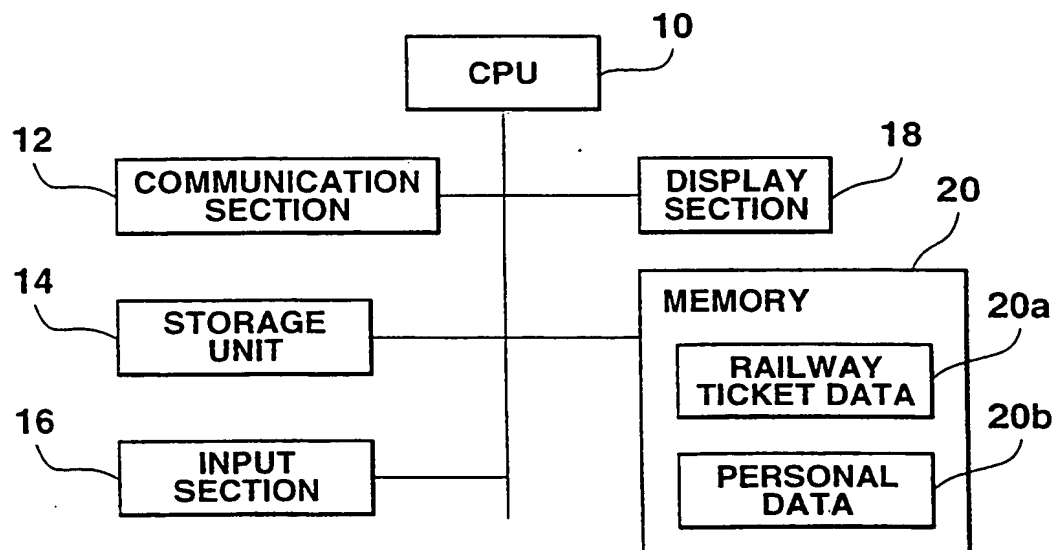 10
CPU
12
COMMUNICATION
SECTION
18
DISPLAY
SECTION
20
14
STORAGE
UNIT
MEMORY
20a
RAILWAY
TICKET DATA
16
INPUT
SECTION
20b
PERSONAL
DATA